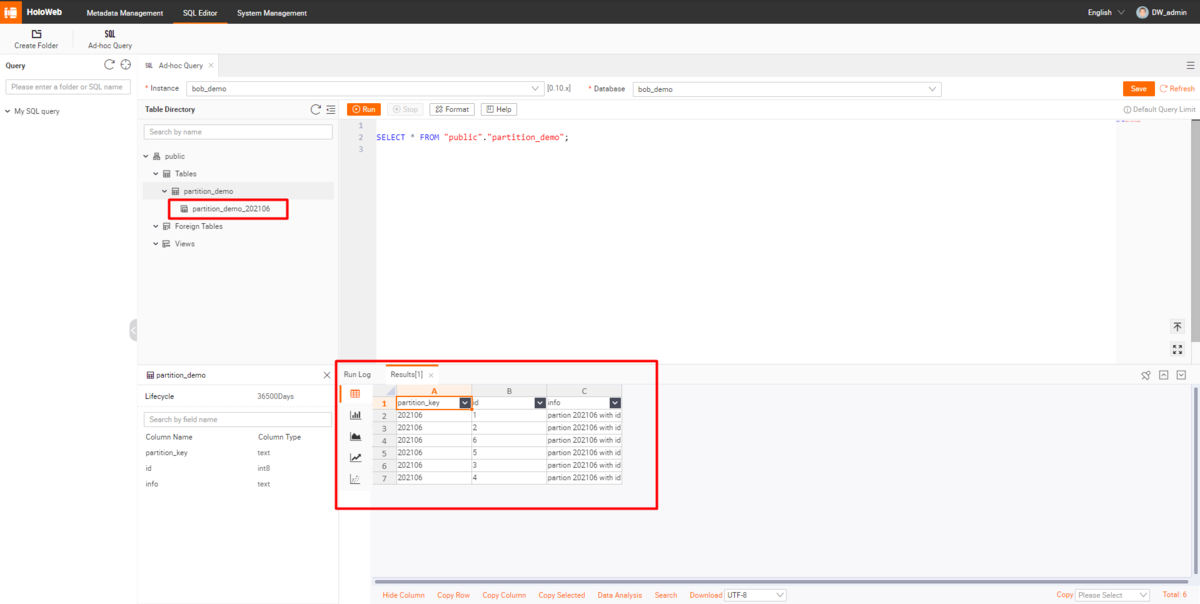 HoloWeb Metadata Management SQL Editor System Management English DW_admin
Create Folder SQL Ad-hoc Query
Query
SQL Ad-hoc Query
Please enter a folder or SQL name
* Instance bob_demo [0.10.x] * Database bob_demo Save Refresh
My SQL query
Table Directory
Run Stop Format Help Default Query Limit
Search by name
1
2 SELECT * FROM "public"."partition_demo";
3
public
Tables
partition_demo
partition_demo_202106
Foreign Tables
Views
partition_demo
Lifecycle 36500Days
Search by field name
Column Name Column Type
partition_key text
id int8
info text
Run Log Results[1]
A B C
1 partition_key id info
2 202106 1 partion 202106 with id
3 202106 2 partion 202106 with id
4 202106 6 partion 202106 with id
5 202106 5 partion 202106 with id
6 202106 3 partion 202106 with id
7 202106 4 partion 202106 with id
Hide Column Copy Row Copy Column Copy Selected Data Analysis Search Download UTF-8 Copy Please Select Total: 6